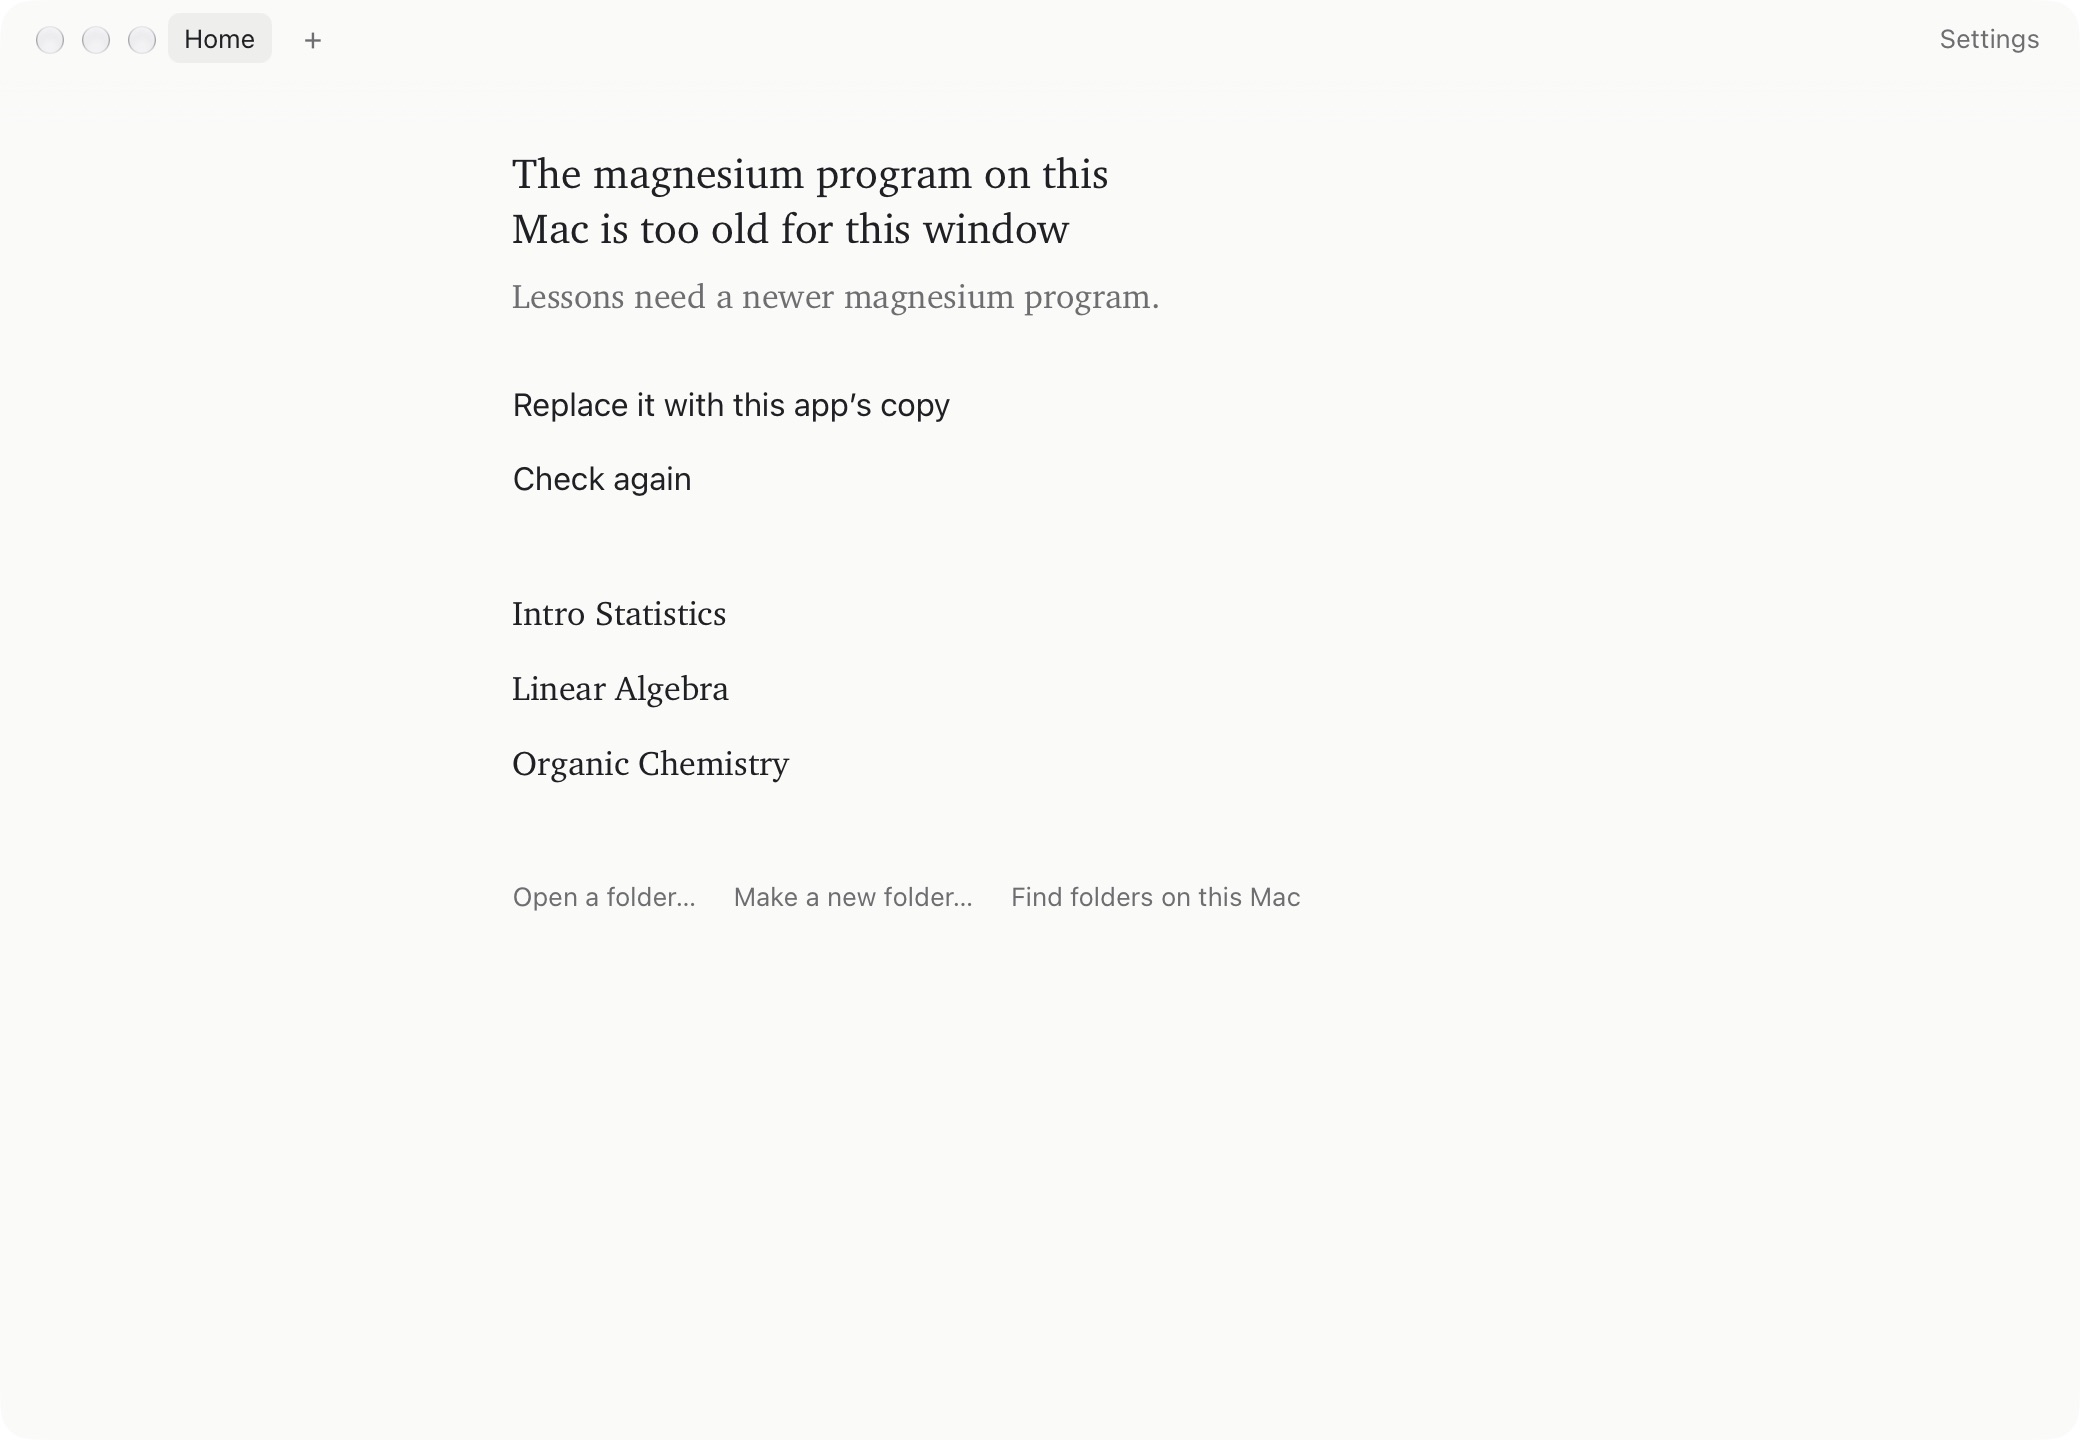 Home +
Settings
The magnesium program on this
Mac is too old for this window
Lessons need a newer magnesium program.
Replace it with this app’s copy
Check again
Intro Statistics
Linear Algebra
Organic Chemistry
Open a folder... Make a new folder... Find folders on this Mac